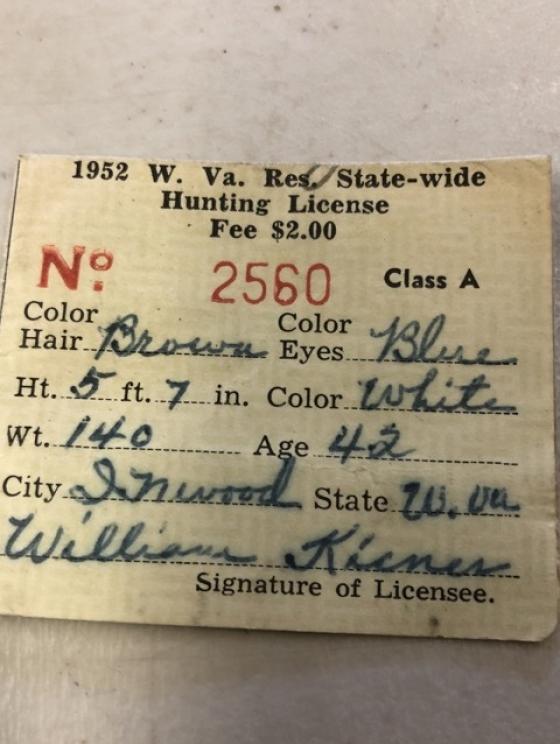 1952 W. Va. Res. State-wide
Hunting License
Fee $2.00
No. 2560 Class A
Color Hair Brown Color Eyes Blue
Ht. 5 ft. 7 in. Color White
Wt. 140 Age 42
City Inwood State W. Va
William
Signature of Licensee.